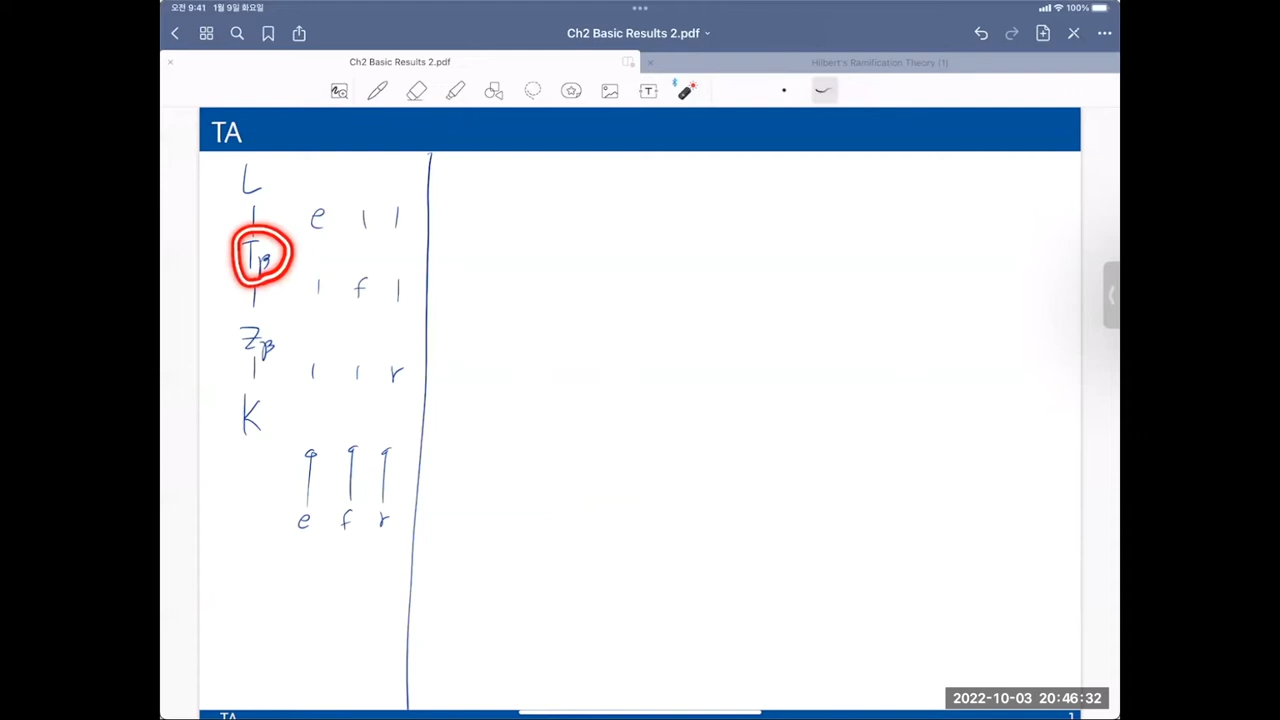 오전 9:41 1월 9일 화요일
100%
Ch2 Basic Results 2.pdf
Ch2 Basic Results 2.pdf
Hilbert's Ramification Theory (1)
T
TA
L
e 1 1
Tβ
1 f 1
Zβ
1 1 r
K
e f r
2022-10-03 20:46:32
TA
1